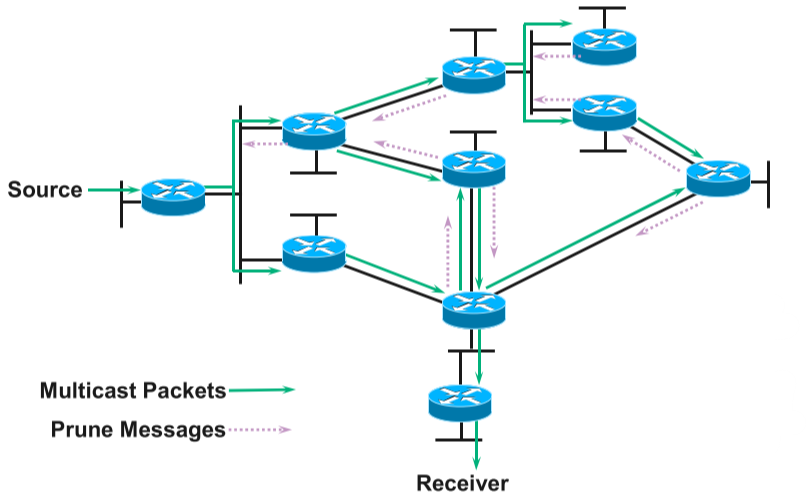 Source
Multicast Packets
Prune Messages
Receiver